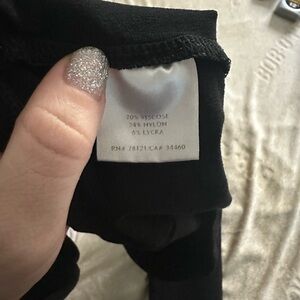 70% VISCOSE
24% NYLON
6% LYCRA
RN# 78121/CA# 34460